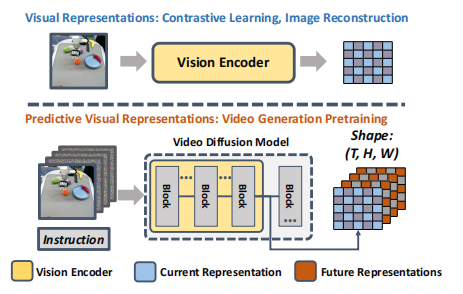 Visual Representations: Contrastive Learning, Image Reconstruction
Vision Encoder
Predictive Visual Representations: Video Generation Pretraining
Video Diffusion Model
Shape:
(T, H, W)
Block
...
Block
...
Block
Block
...
Instruction
Vision Encoder
Current Representation
Future Representations